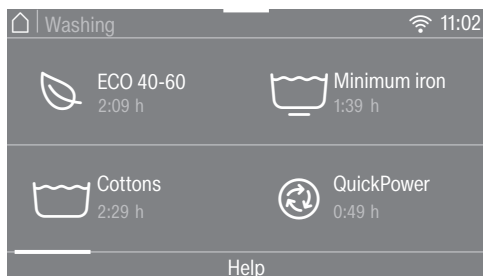 Washing
11:02
ECO 40-60
2:09 h
Minimum iron
1:39 h
Cottons
2:29 h
QuickPower
0:49 h
Help